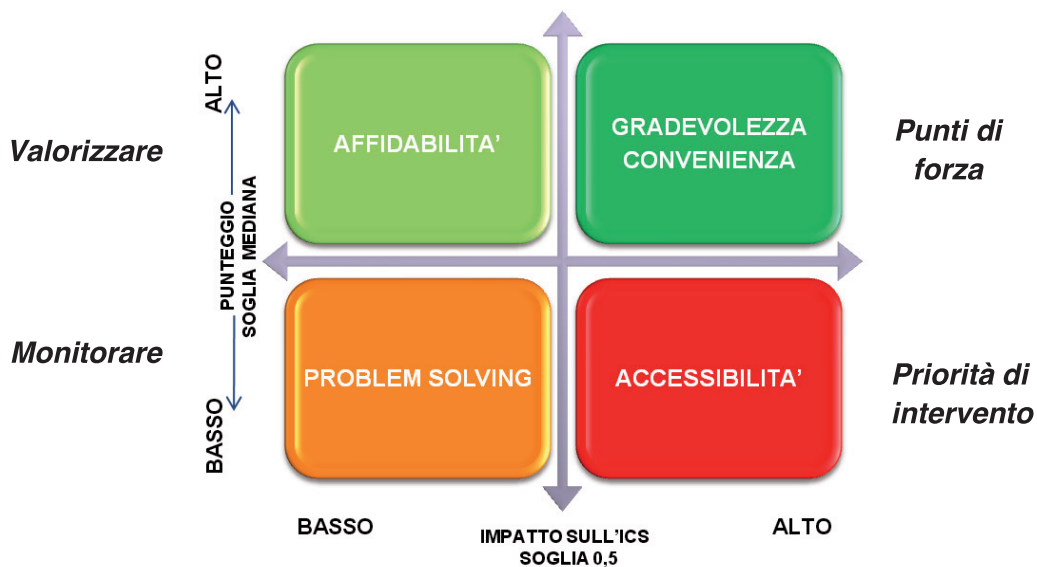 ALTO
Valorizzare
AFFIDABILITA’
GRADEVOLEZZA
CONVENIENZA
Punti di
forza
PUNTEGGIO
SOGLIA MEDIANA
Monitorare
PROBLEM SOLVING
ACCESSIBILITA’
Priorità di
intervento
BASSO
BASSO
IMPATTO SULL’ICS
SOGLIA 0,5
ALTO